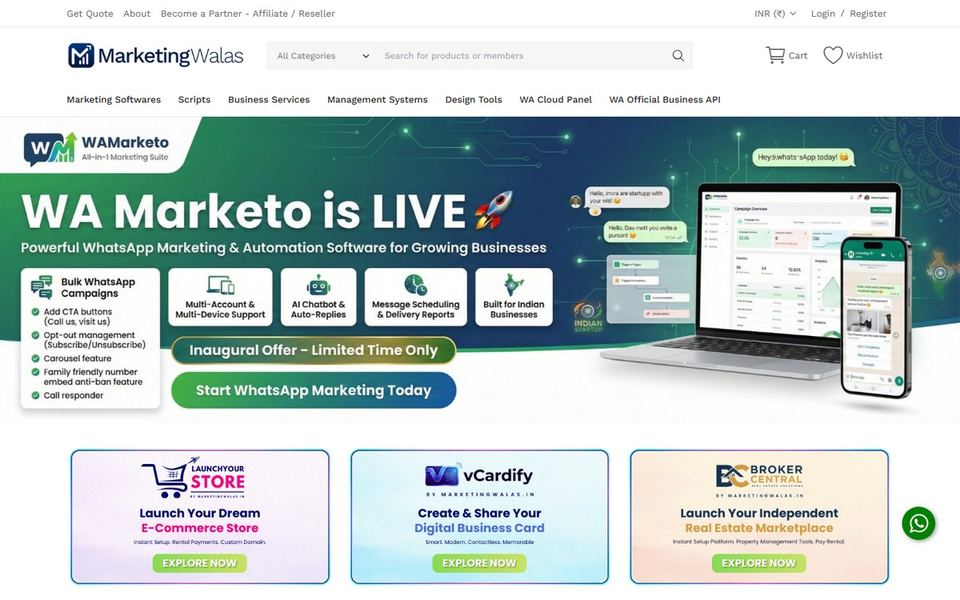 Get Quote About Become a Partner - Affiliate / Reseller
INR (₹) Login / Register
MarketingWalas
All Categories
Search for products or members
Cart
Wishlist
Marketing Softwares Scripts Business Services Management Systems Design Tools WA Cloud Panel WA Official Business API
WM WAMarketo
All-in-1 Marketing Suite
WA Marketo is LIVE 🚀
Powerful WhatsApp Marketing & Automation Software for Growing Businesses
Bulk WhatsApp
Campaigns
Add CTA buttons
(Call us, visit us)
Opt-out management
(Subscribe/Unsubscribe)
Carousel feature
Family friendly number
embed anti-ban feature
Call responder
Multi-Account &
Multi-Device Support
AI Chatbot &
Auto-Replies
Message Scheduling
& Delivery Reports
Built for Indian
Businesses
Inaugural Offer – Limited Time Only
Start WhatsApp Marketing Today
INDIAN
STARTUP
Campaign Overview
LAUNCHYOUR
STORE
BY MARKETINGWALAS.IN
Launch Your Dream
E-Commerce Store
Instant Setup. Rental Payments. Custom Domain.
EXPLORE NOW
vCardify
BY MARKETINGWALAS.IN
Create & Share Your
Digital Business Card
Smart. Modern. Contactless. Memorable
EXPLORE NOW
BC BROKER
CENTRAL
REAL ESTATE SOLUTIONS
BY MARKETINGWALAS.IN
Launch Your Independent
Real Estate Marketplace
Instant Setup Platform. Property Management Tools. Pay Rental.
EXPLORE NOW